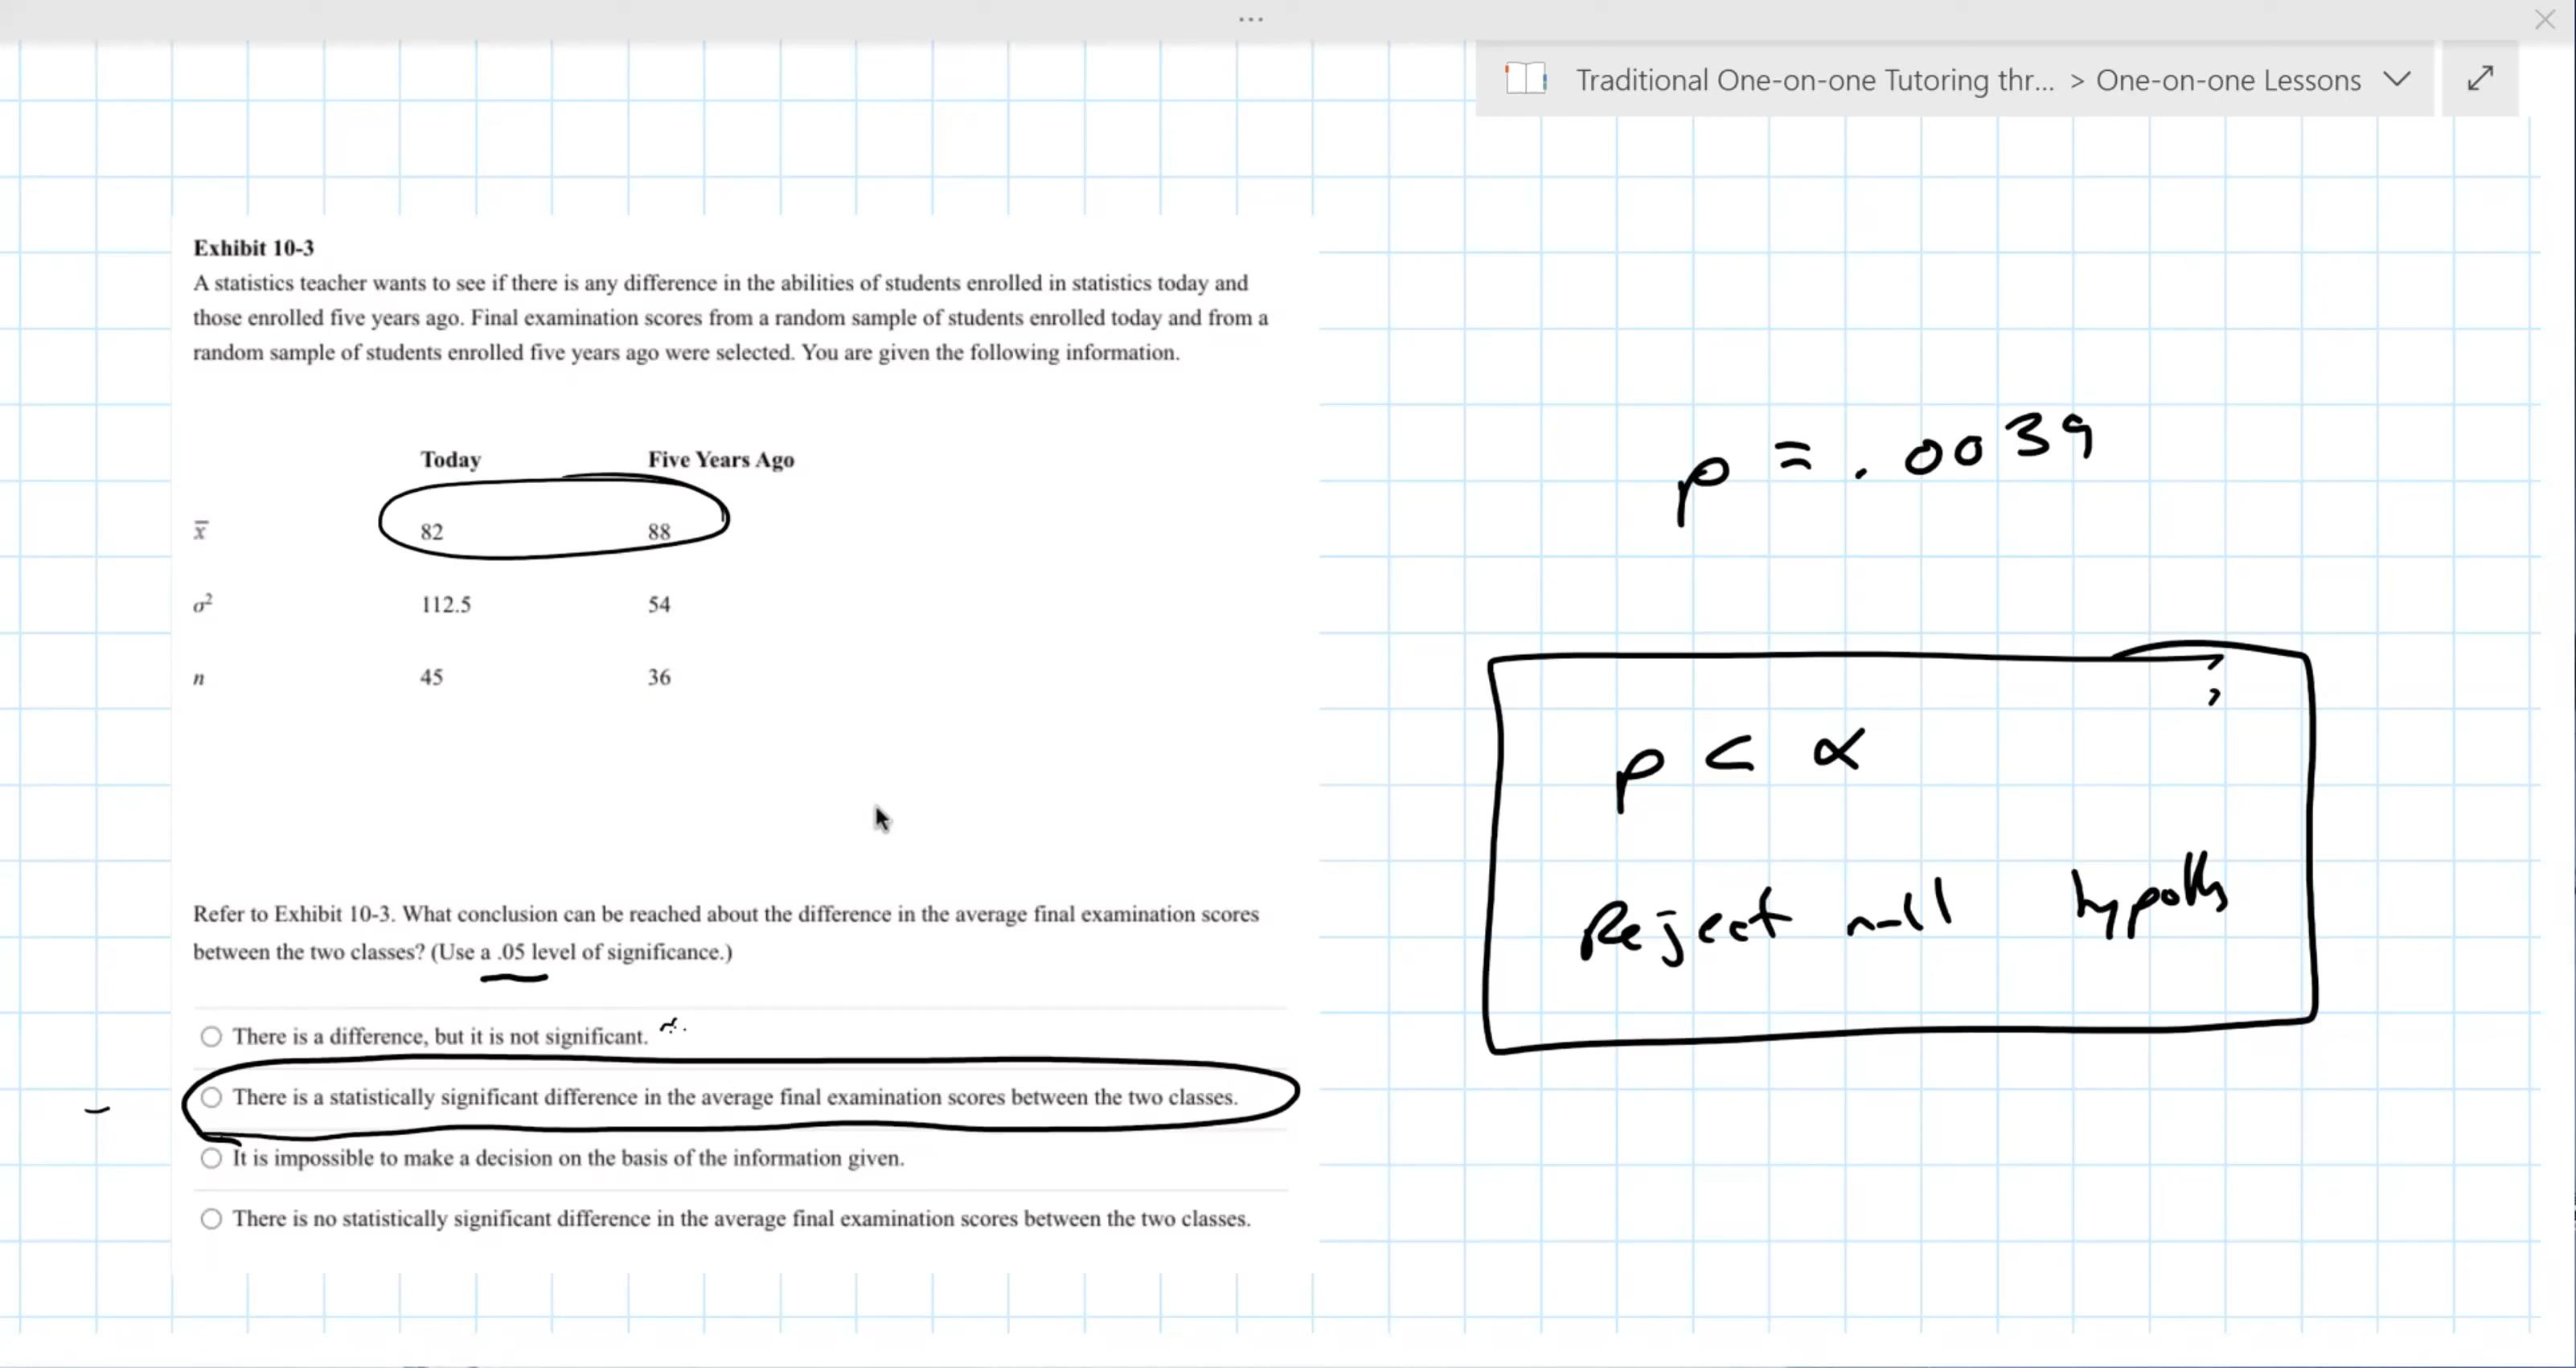 ...
Traditional One-on-one Tutoring thr... > One-on-one Lessons
Exhibit 10-3
A statistics teacher wants to see if there is any difference in the abilities of students enrolled in statistics today and
those enrolled five years ago. Final examination scores from a random sample of students enrolled today and from a
random sample of students enrolled five years ago were selected. You are given the following information.
Today Five Years Ago
x̅ 82 88
σ² 112.5 54
n 45 36
Refer to Exhibit 10-3. What conclusion can be reached about the difference in the average final examination scores
between the two classes? (Use a .05 level of significance.)
There is a difference, but it is not significant.
There is a statistically significant difference in the average final examination scores between the two classes.
It is impossible to make a decision on the basis of the information given.
There is no statistically significant difference in the average final examination scores between the two classes.
p = .0039
p < α
Reject null